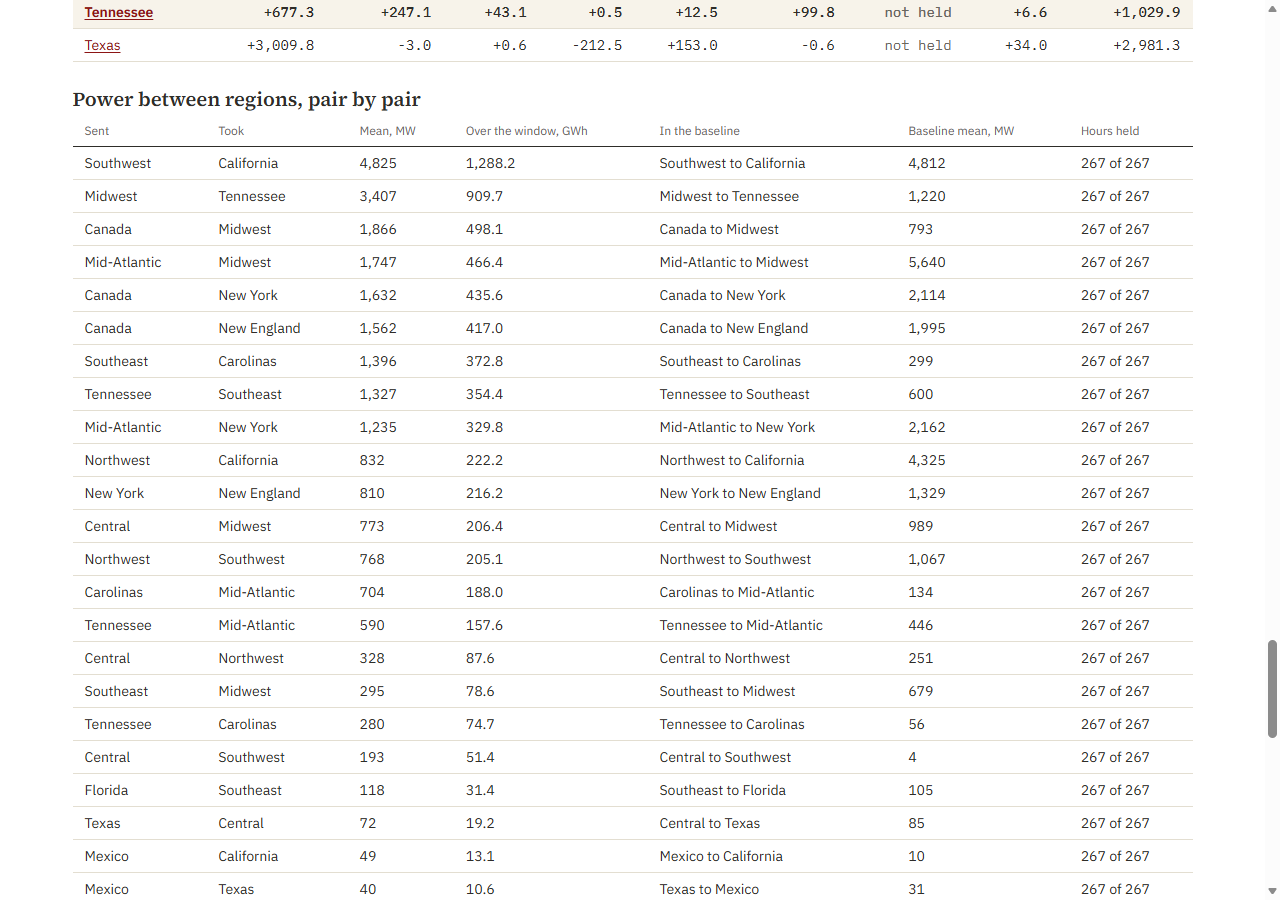 Tennessee +677.3 +247.1 +43.1 +0.5 +12.5 +99.8 not held +6.6 +1,029.9
Texas +3,009.8 -3.0 +0.6 -212.5 +153.0 -0.6 not held +34.0 +2,981.3
Power between regions, pair by pair
Sent Took Mean, MW Over the window, GWh In the baseline Baseline mean, MW Hours held
Southwest California 4,825 1,288.2 Southwest to California 4,812 267 of 267
Midwest Tennessee 3,407 909.7 Midwest to Tennessee 1,220 267 of 267
Canada Midwest 1,866 498.1 Canada to Midwest 793 267 of 267
Mid-Atlantic Midwest 1,747 466.4 Mid-Atlantic to Midwest 5,640 267 of 267
Canada New York 1,632 435.6 Canada to New York 2,114 267 of 267
Canada New England 1,562 417.0 Canada to New England 1,995 267 of 267
Southeast Carolinas 1,396 372.8 Southeast to Carolinas 299 267 of 267
Tennessee Southeast 1,327 354.4 Tennessee to Southeast 600 267 of 267
Mid-Atlantic New York 1,235 329.8 Mid-Atlantic to New York 2,162 267 of 267
Northwest California 832 222.2 Northwest to California 4,325 267 of 267
New York New England 810 216.2 New York to New England 1,329 267 of 267
Central Midwest 773 206.4 Central to Midwest 989 267 of 267
Northwest Southwest 768 205.1 Northwest to Southwest 1,067 267 of 267
Carolinas Mid-Atlantic 704 188.0 Carolinas to Mid-Atlantic 134 267 of 267
Tennessee Mid-Atlantic 590 157.6 Tennessee to Mid-Atlantic 446 267 of 267
Central Northwest 328 87.6 Central to Northwest 251 267 of 267
Southeast Midwest 295 78.6 Southeast to Midwest 679 267 of 267
Tennessee Carolinas 280 74.7 Tennessee to Carolinas 56 267 of 267
Central Southwest 193 51.4 Central to Southwest 4 267 of 267
Florida Southeast 118 31.4 Southeast to Florida 105 267 of 267
Texas Central 72 19.2 Central to Texas 85 267 of 267
Mexico California 49 13.1 Mexico to California 10 267 of 267
Mexico Texas 40 10.6 Texas to Mexico 31 267 of 267